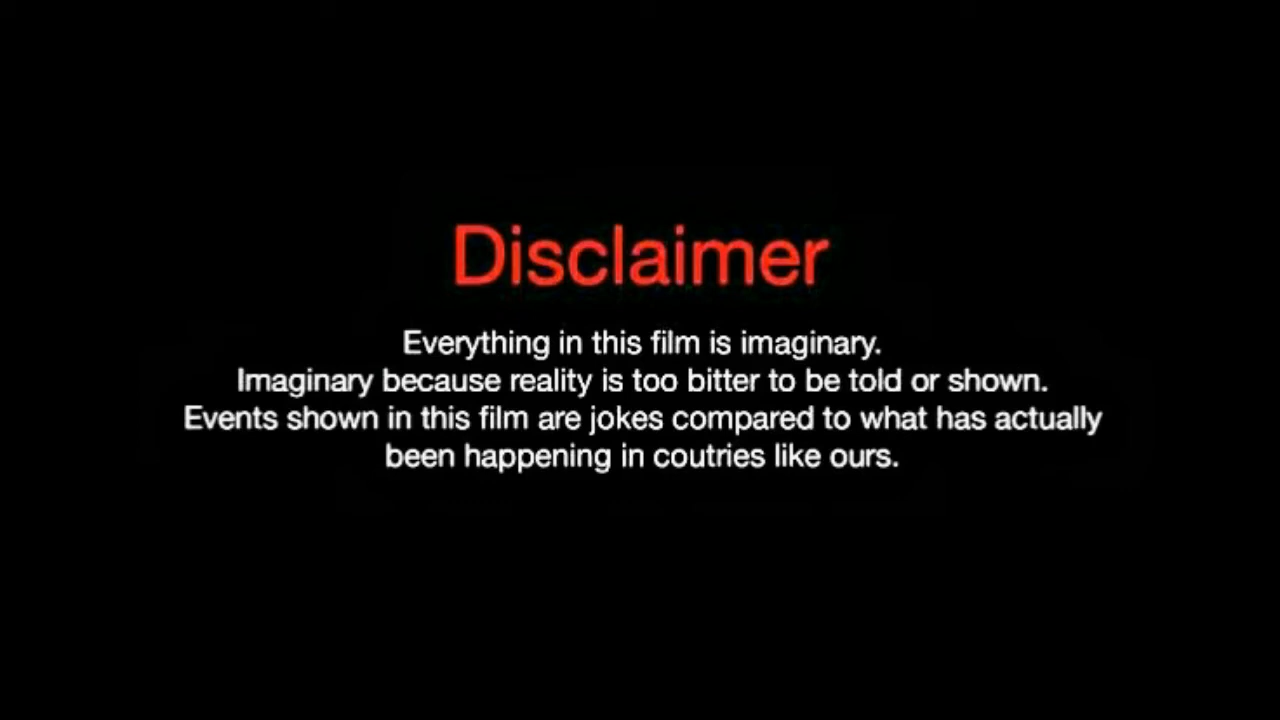 Disclaimer
Everything in this film is imaginary.
Imaginary because reality is too bitter to be told or shown.
Events shown in this film are jokes compared to what has actually
been happening in coutries like ours.